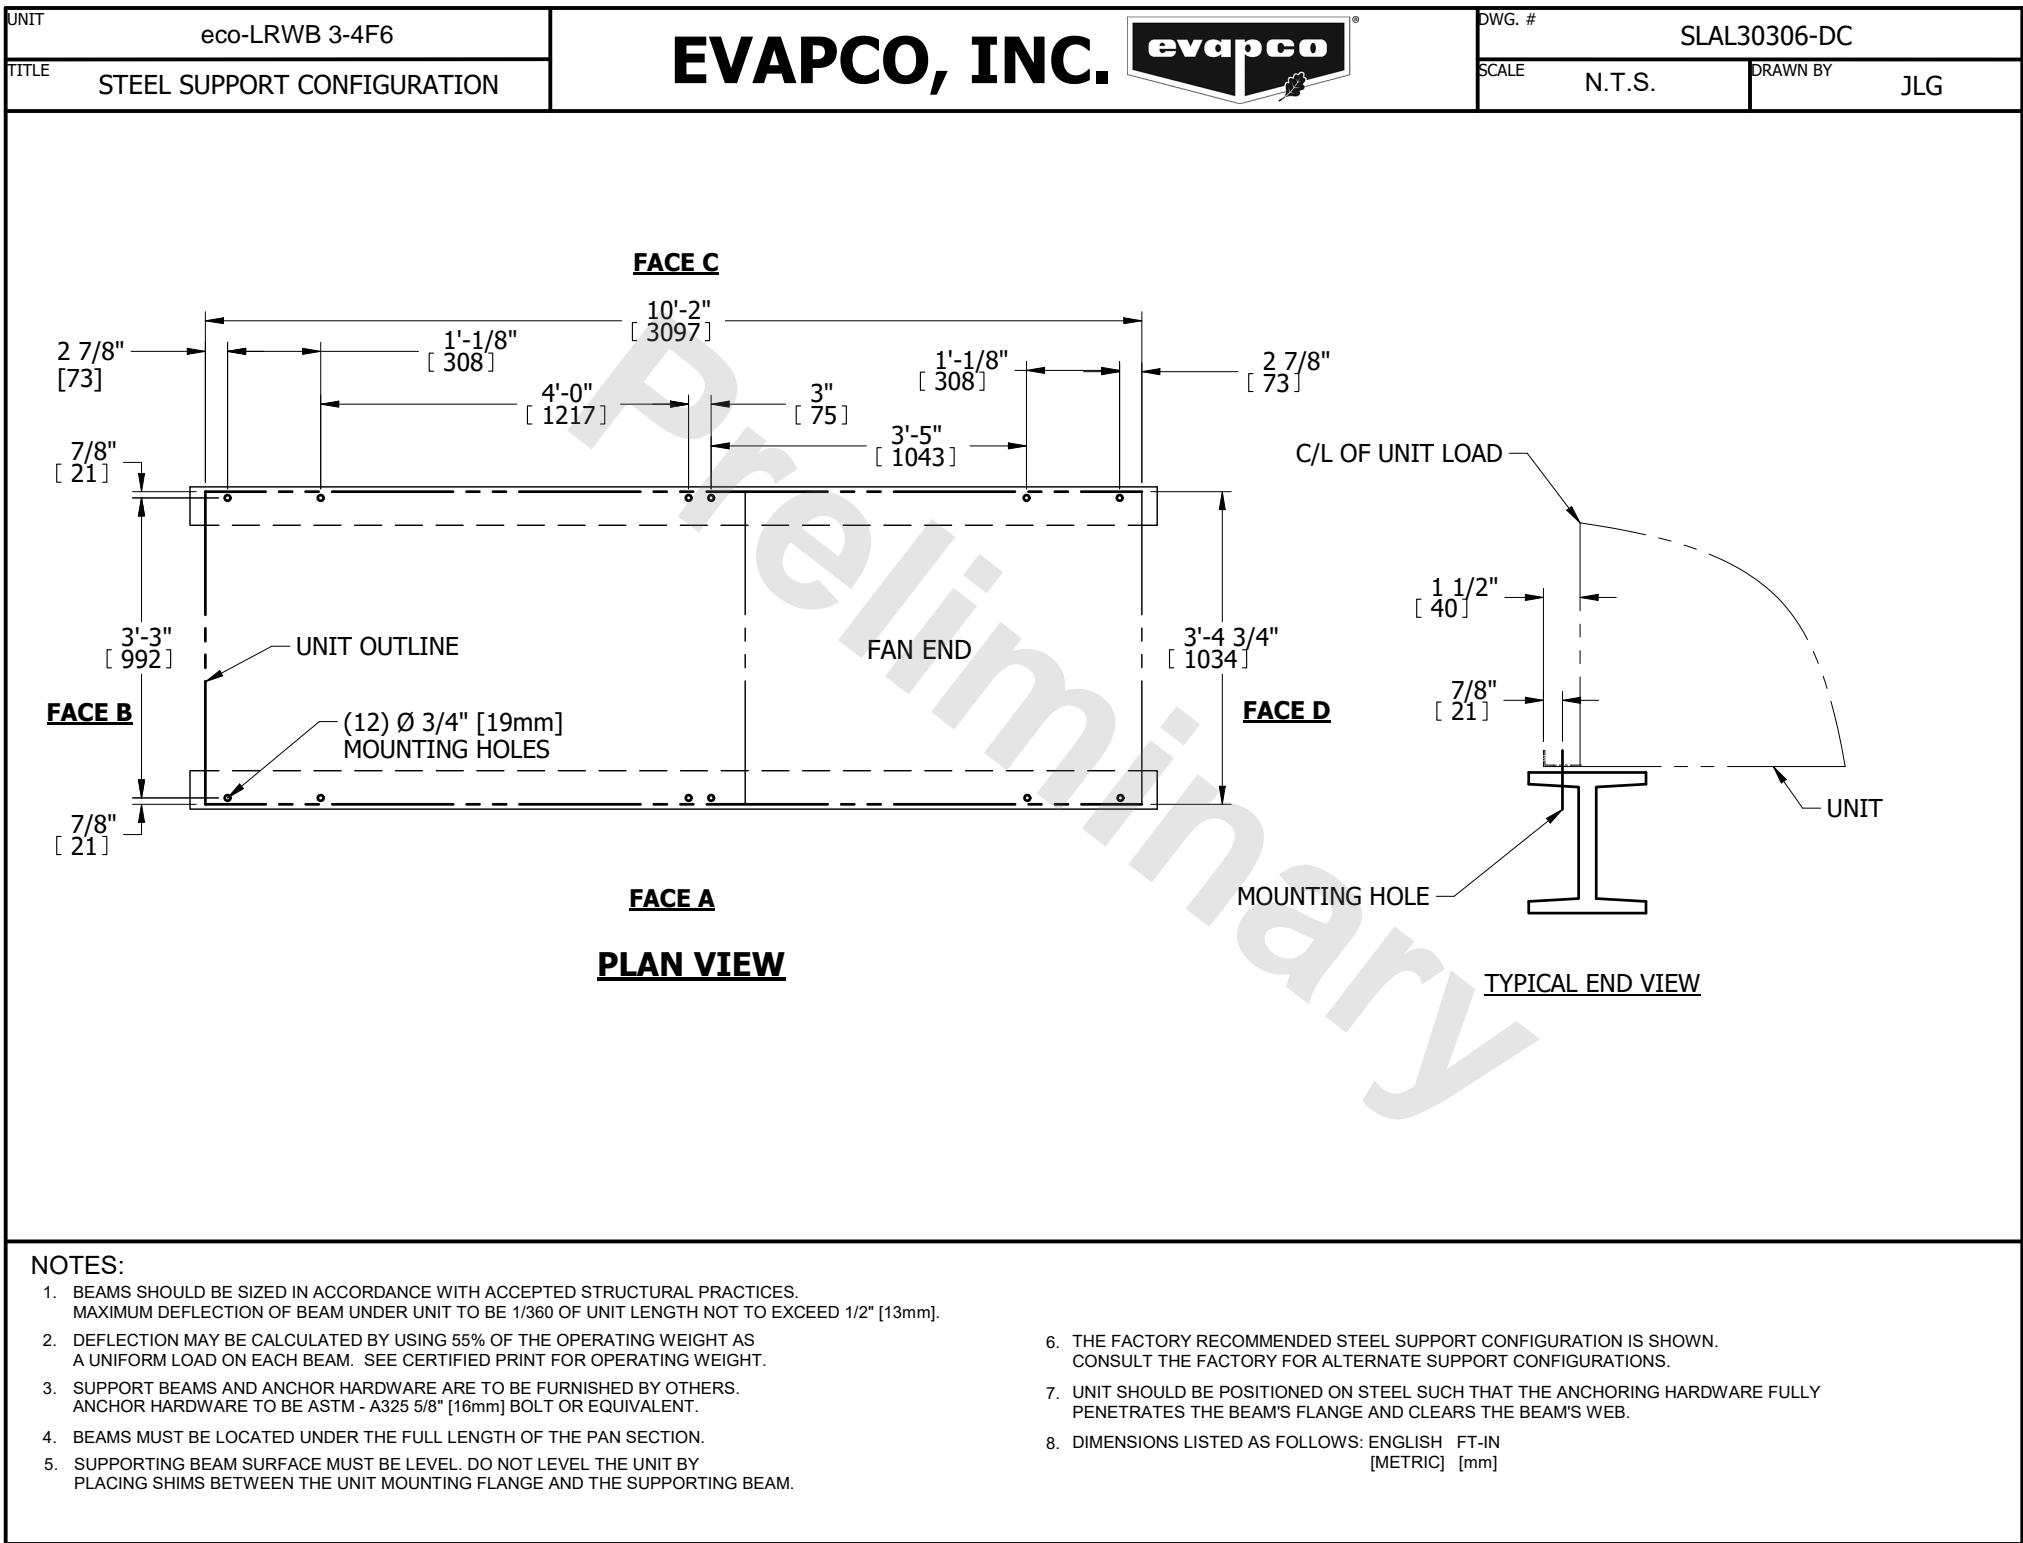 UNIT
eco-LRWB 3-4F6
TITLE
STEEL SUPPORT CONFIGURATION
EVAPCO, INC.
evapco
®
DWG. #
SLAL30306-DC
SCALE
N.T.S.
DRAWN BY
JLG
FACE C
10'-2"
[ 3097]
2 7/8"
[73]
1'-1/8"
[ 308]
1'-1/8"
[ 308]
2 7/8"
[ 73]
4'-0"
[ 1217]
3"
[ 75]
3'-5"
[ 1043]
7/8"
[ 21]
C/L OF UNIT LOAD
1 1/2"
[ 40]
3'-3"
[ 992]
UNIT OUTLINE
FAN END
3'-4 3/4"
[ 1034]
7/8"
[ 21]
FACE B
(12) Ø 3/4" [19mm]
MOUNTING HOLES
FACE D
7/8"
[ 21]
UNIT
FACE A
MOUNTING HOLE
PLAN VIEW
TYPICAL END VIEW
Preliminary
NOTES:
1. BEAMS SHOULD BE SIZED IN ACCORDANCE WITH ACCEPTED STRUCTURAL PRACTICES.
MAXIMUM DEFLECTION OF BEAM UNDER UNIT TO BE 1/360 OF UNIT LENGTH NOT TO EXCEED 1/2" [13mm].
2. DEFLECTION MAY BE CALCULATED BY USING 55% OF THE OPERATING WEIGHT AS
A UNIFORM LOAD ON EACH BEAM. SEE CERTIFIED PRINT FOR OPERATING WEIGHT.
3. SUPPORT BEAMS AND ANCHOR HARDWARE ARE TO BE FURNISHED BY OTHERS.
ANCHOR HARDWARE TO BE ASTM - A325 5/8" [16mm] BOLT OR EQUIVALENT.
4. BEAMS MUST BE LOCATED UNDER THE FULL LENGTH OF THE PAN SECTION.
5. SUPPORTING BEAM SURFACE MUST BE LEVEL. DO NOT LEVEL THE UNIT BY
PLACING SHIMS BETWEEN THE UNIT MOUNTING FLANGE AND THE SUPPORTING BEAM.
6. THE FACTORY RECOMMENDED STEEL SUPPORT CONFIGURATION IS SHOWN.
CONSULT THE FACTORY FOR ALTERNATE SUPPORT CONFIGURATIONS.
7. UNIT SHOULD BE POSITIONED ON STEEL SUCH THAT THE ANCHORING HARDWARE FULLY
PENETRATES THE BEAM'S FLANGE AND CLEARS THE BEAM'S WEB.
8. DIMENSIONS LISTED AS FOLLOWS: ENGLISH FT-IN
[METRIC] [mm]